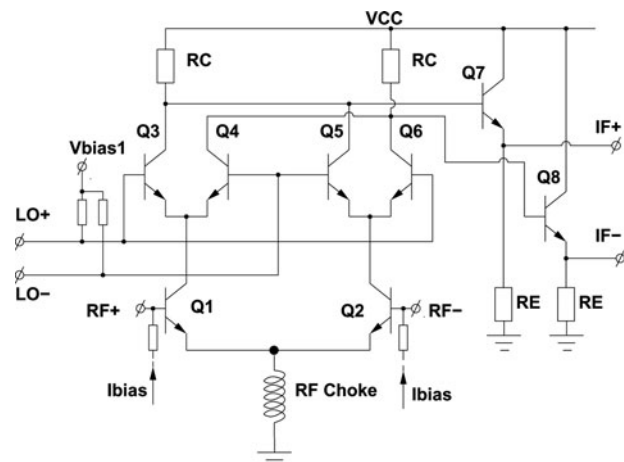 VCC
RC
RC
Q7
Q3
Q4
Q5
Q6
IF+
Vbias1
Q8
LO+
IF−
LO−
RF+
Q1
Q2
RF−
RE
RE
Ibias
RF Choke
Ibias